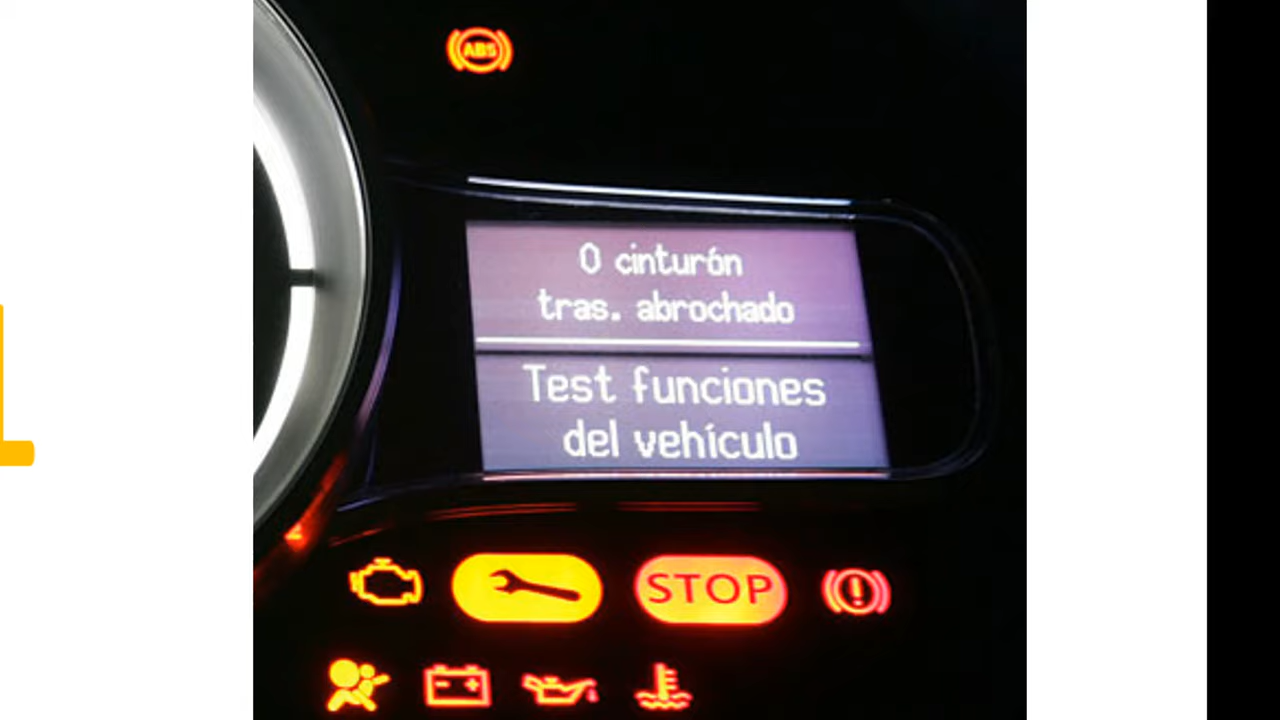 ABS
0 cinturón
tras. abrochado
Test funciones
del vehículo
STOP